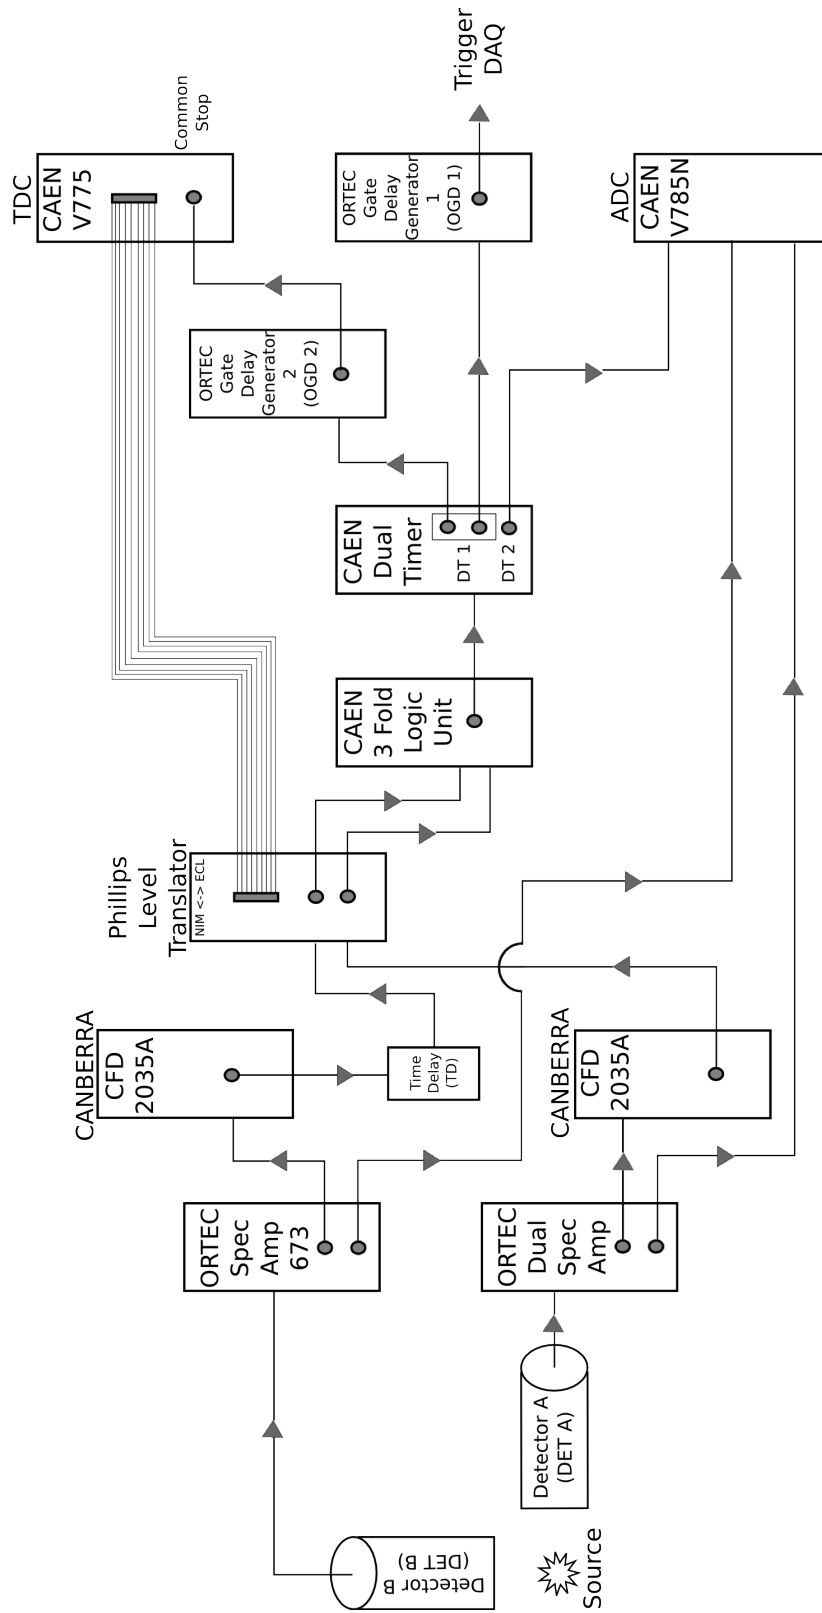 TDC
CAEN
V775
Common
Stop
ORTEC
Gate
Delay
Generator
1
(OGD 1)
Trigger
DAQ
ADC
CAEN
V785N
ORTEC
Gate
Delay
Generator
2
(OGD 2)
CAEN
Dual
Timer
DT 1
DT 2
CAEN
3 Fold
Logic
Unit
Phillips
Level
Translator
NIM <-> ECL
CANBERRA
CFD
2035A
Time
Delay
(TD)
CANBERRA
CFD
2035A
ORTEC
Spec
Amp
673
ORTEC
Dual
Spec
Amp
Detector A
(DET A)
Detector B
(DET B)
Source